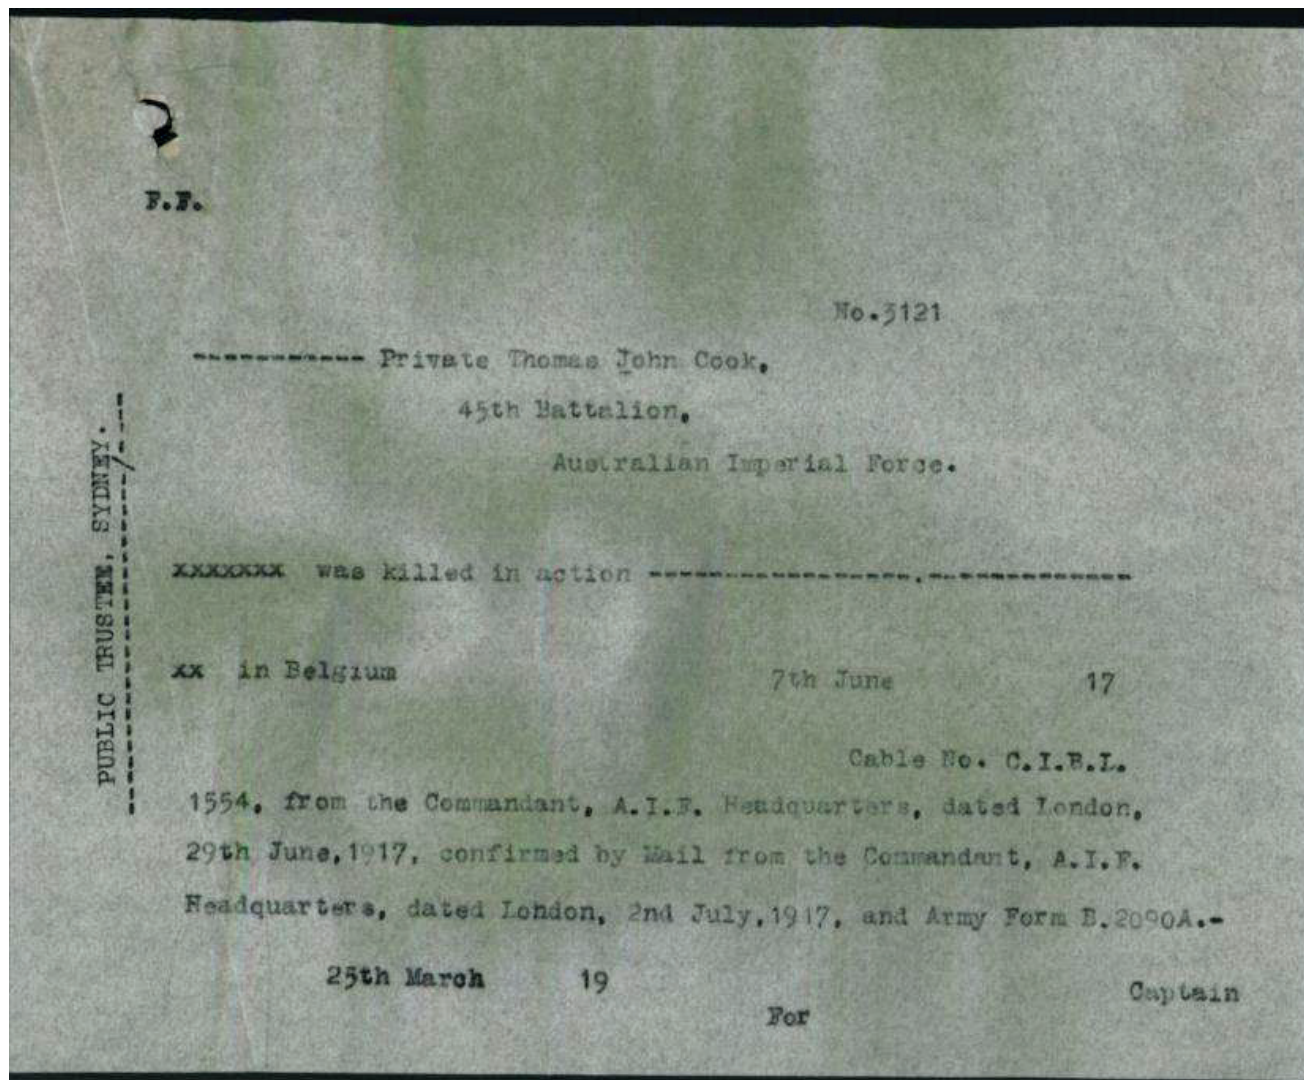 F.F.
No.3121
------------ Private Thomas John Cook,
45th Battalion,
Australian Imperial Force.
PUBLIC TRUSTEE, SYDNEY.
xxxxxxx was killed in action -------------------.--------------
xx in Belgium 7th June 17
Cable No. C.I.B.L.
1554, from the Commandant, A.I.F. Headquarters, dated London,
29th June,1917, confirmed by Mail from the Commandant, A.I.F.
Headquarters, dated London, 2nd July,1917, and Army Form B.2090A.-
25th March 19
Captain
For